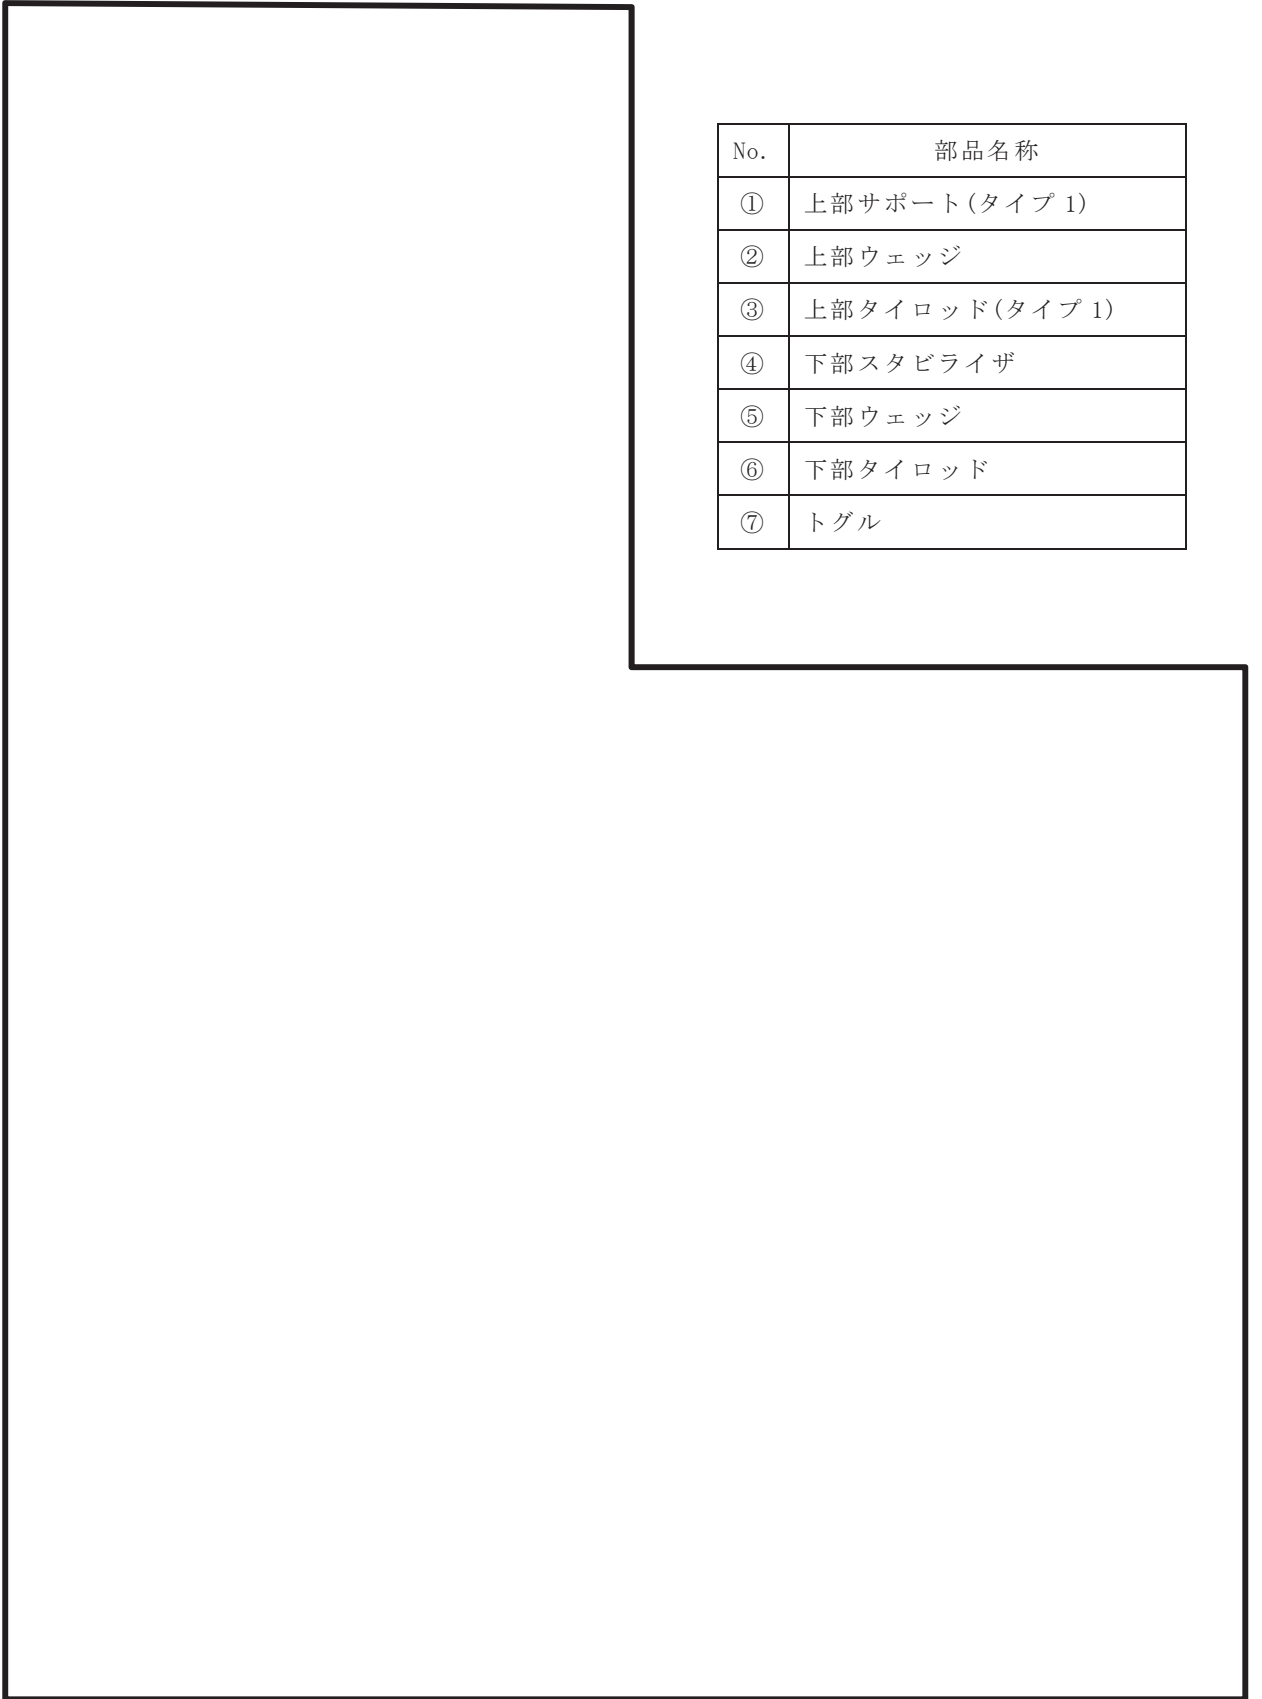 No. 部品名称
① 上部サポート(タイプ 1)
② 上部ウェッジ
③ 上部タイロッド(タイプ 1)
④ 下部スタビライザ
⑤ 下部ウェッジ
⑥ 下部タイロッド
⑦ トグル